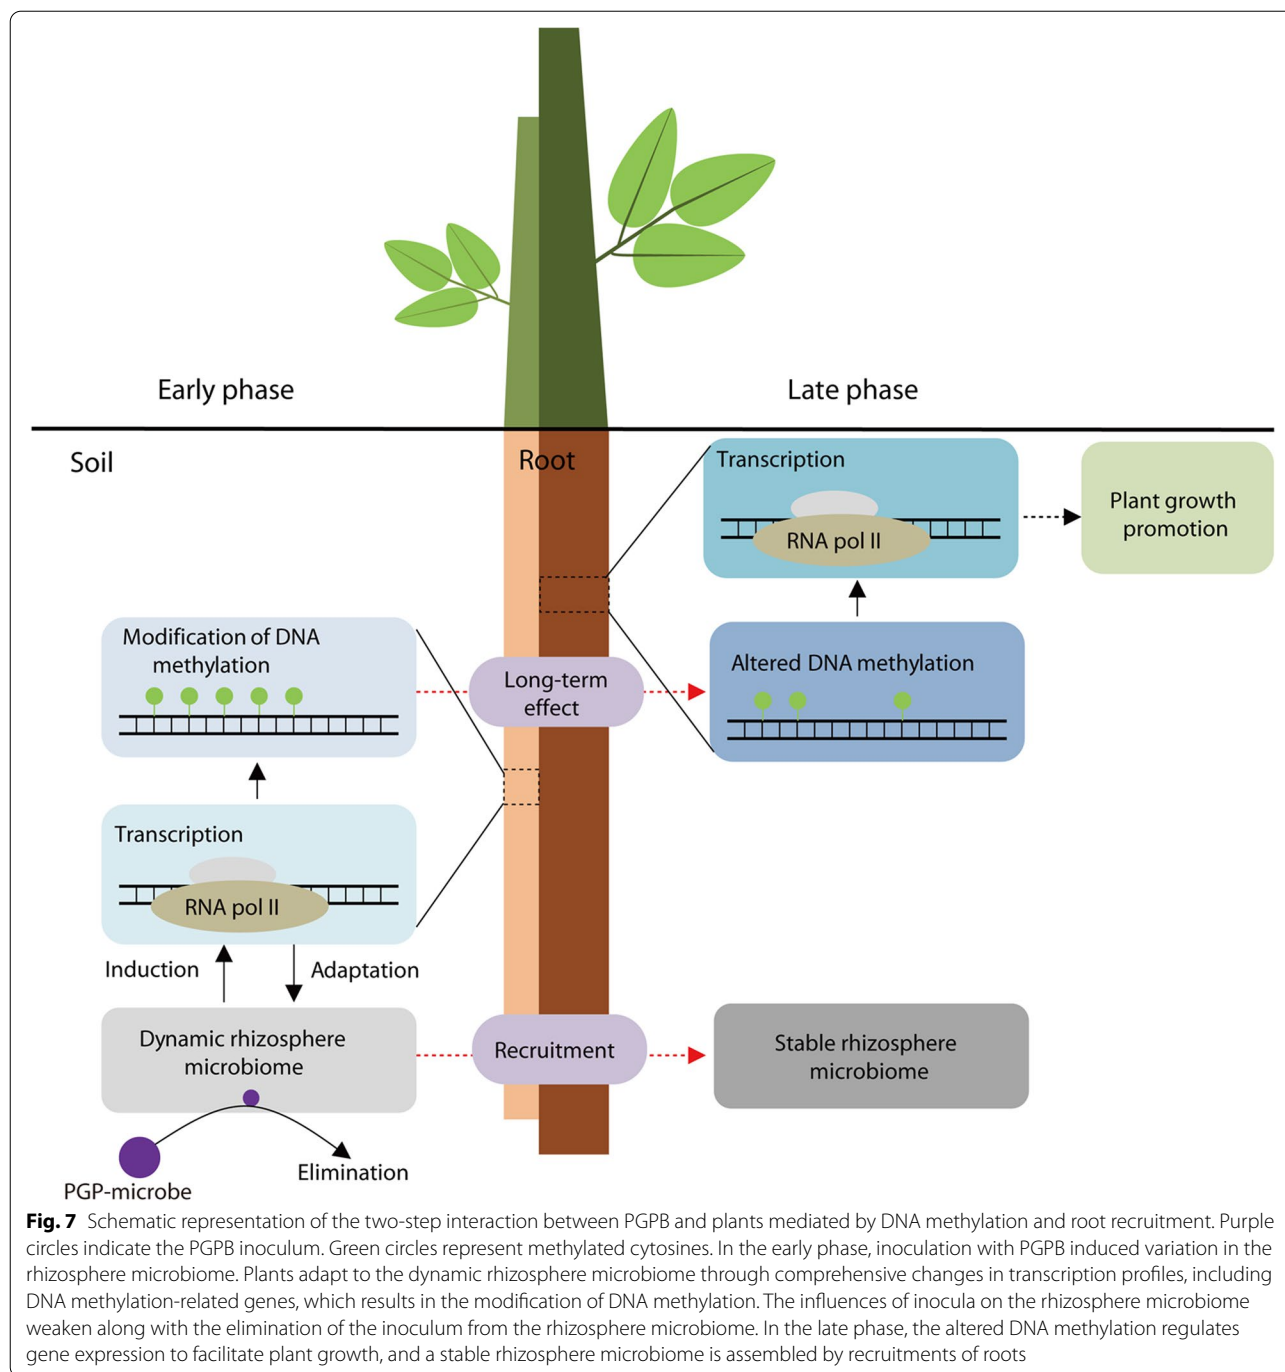 Early phase
Late phase
Soil
Root
Transcription
RNA pol II
Plant growth
promotion
Modification of DNA
methylation
Long-term
effect
Altered DNA methylation
Transcription
RNA pol II
Induction
Adaptation
Dynamic rhizosphere
microbiome
Recruitment
Stable rhizosphere
microbiome
Elimination
PGP-microbe
Fig. 7 Schematic representation of the two-step interaction between PGPB and plants mediated by DNA methylation and root recruitment. Purple
circles indicate the PGPB inoculum. Green circles represent methylated cytosines. In the early phase, inoculation with PGPB induced variation in the
rhizosphere microbiome. Plants adapt to the dynamic rhizosphere microbiome through comprehensive changes in transcription profiles, including
DNA methylation-related genes, which results in the modification of DNA methylation. The influences of inocula on the rhizosphere microbiome
weaken along with the elimination of the inoculum from the rhizosphere microbiome. In the late phase, the altered DNA methylation regulates
gene expression to facilitate plant growth, and a stable rhizosphere microbiome is assembled by recruitments of roots